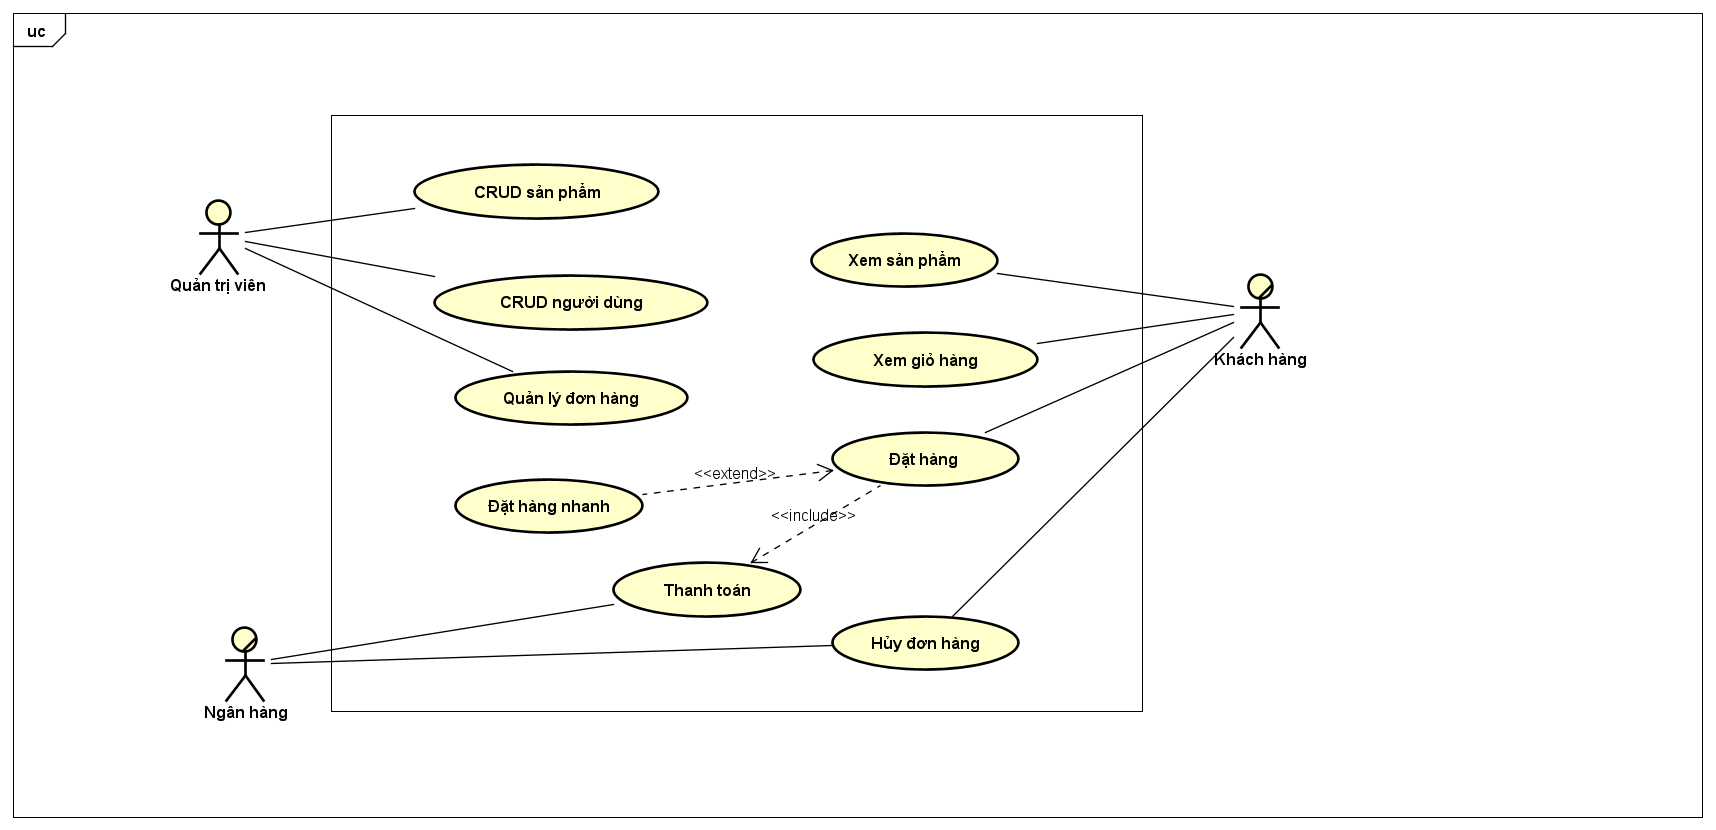 uc
CRUD sản phẩm
Quản trị viên
Xem sản phẩm
CRUD người dùng
Xem giỏ hàng
Khách hàng
Quản lý đơn hàng
Đặt hàng
<<extend>>
Đặt hàng nhanh
<<include>>
Thanh toán
Hủy đơn hàng
Ngân hàng